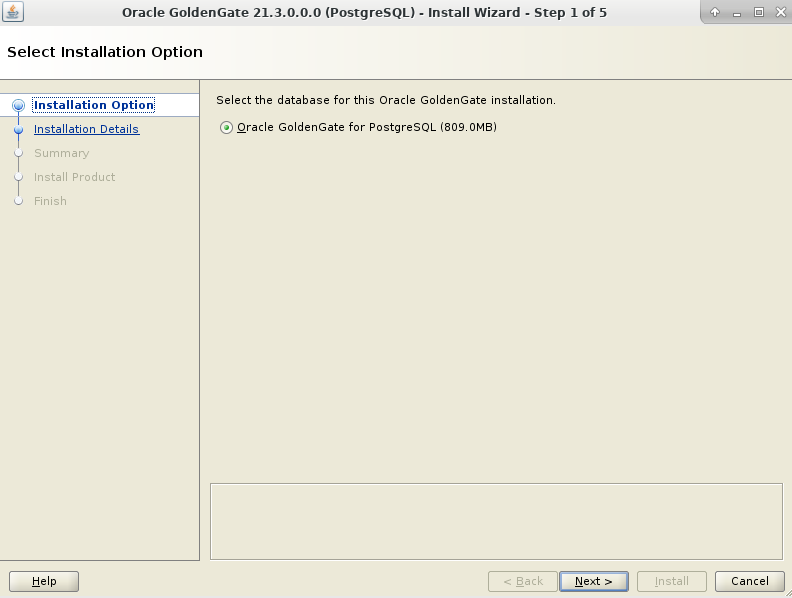 Oracle GoldenGate 21.3.0.0.0 (PostgreSQL) - Install Wizard - Step 1 of 5
Select Installation Option
Installation Option
Installation Details
Summary
Install Product
Finish
Select the database for this Oracle GoldenGate installation.
Oracle GoldenGate for PostgreSQL (809.0MB)
Help
< Back
Next >
Install
Cancel